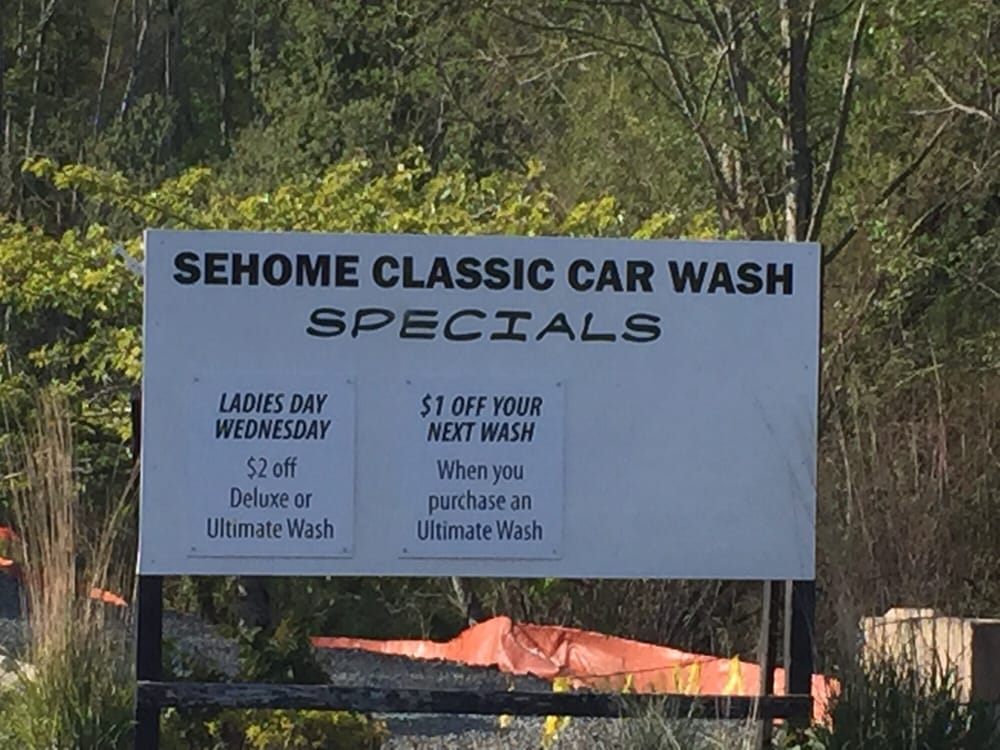 SEHOME CLASSIC CAR WASH
SPECIALS
LADIES DAY
WEDNESDAY
$2 off
Deluxe or
Ultimate Wash
$1 OFF YOUR
NEXT WASH
When you
purchase an
Ultimate Wash